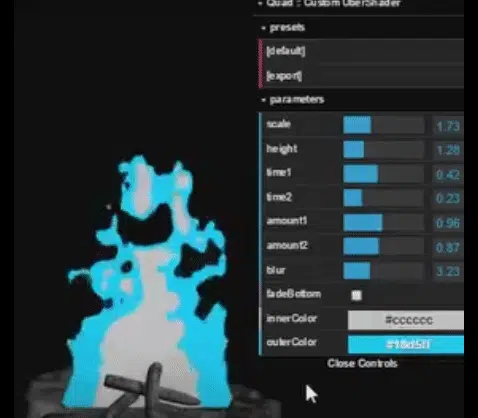 Quad : Custom UberShader
presets
[default]
[export]
parameters
scale 1.73
height 1.28
time1 0.42
time2 0.23
amount1 0.96
amount2 0.87
blur 3.23
fadeBottom
innerColor #cccccc
outerColor
Close Controls